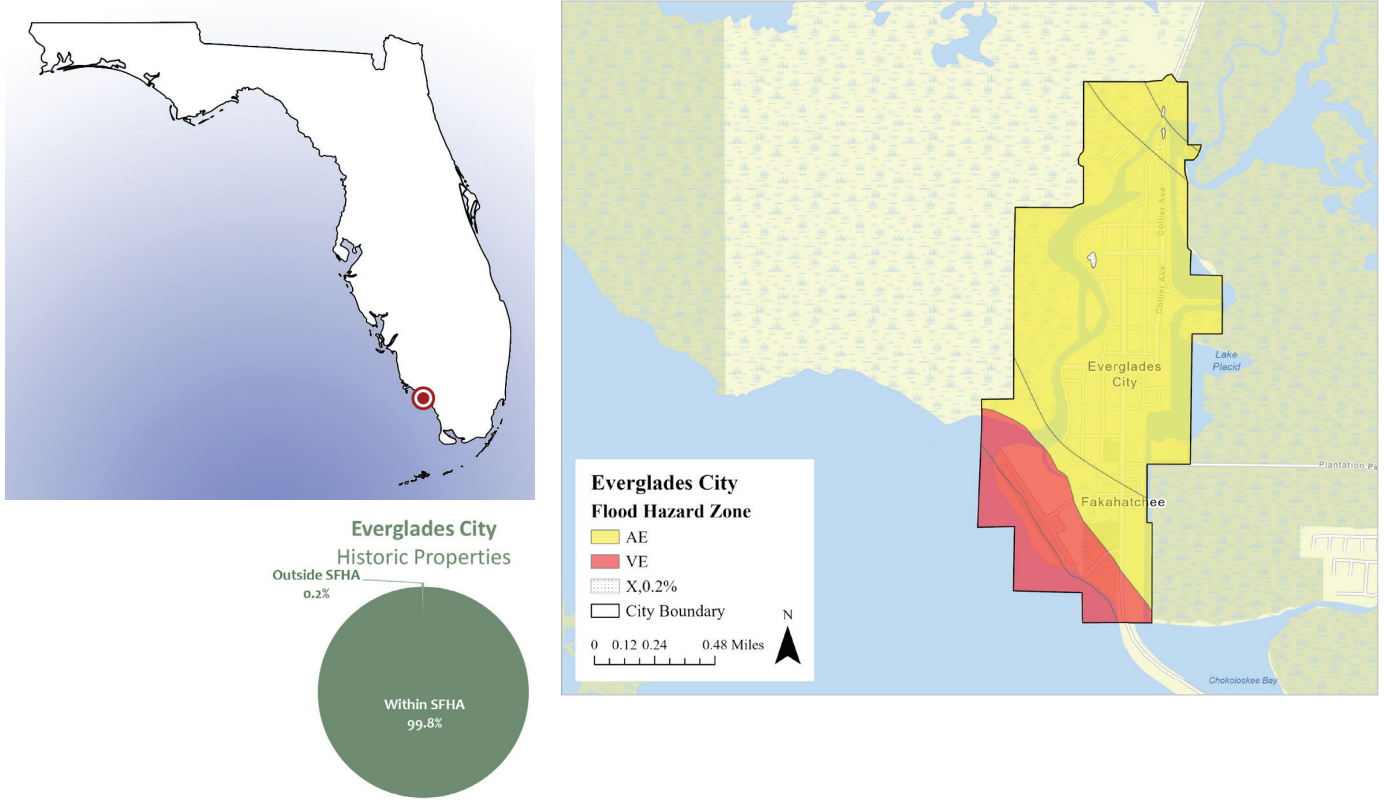 Everglades City
Historic Properties
Outside SFHA
0.2%
Within SFHA
99.8%
Collier Ave
Collier Ave
Everglades
City
Lake
Placid
Plantation Pk
Fakahatchee
Chokoloskee Bay
Everglades City
Flood Hazard Zone
AE
VE
X,0.2%
City Boundary
N
0 0.12 0.24 0.48 Miles